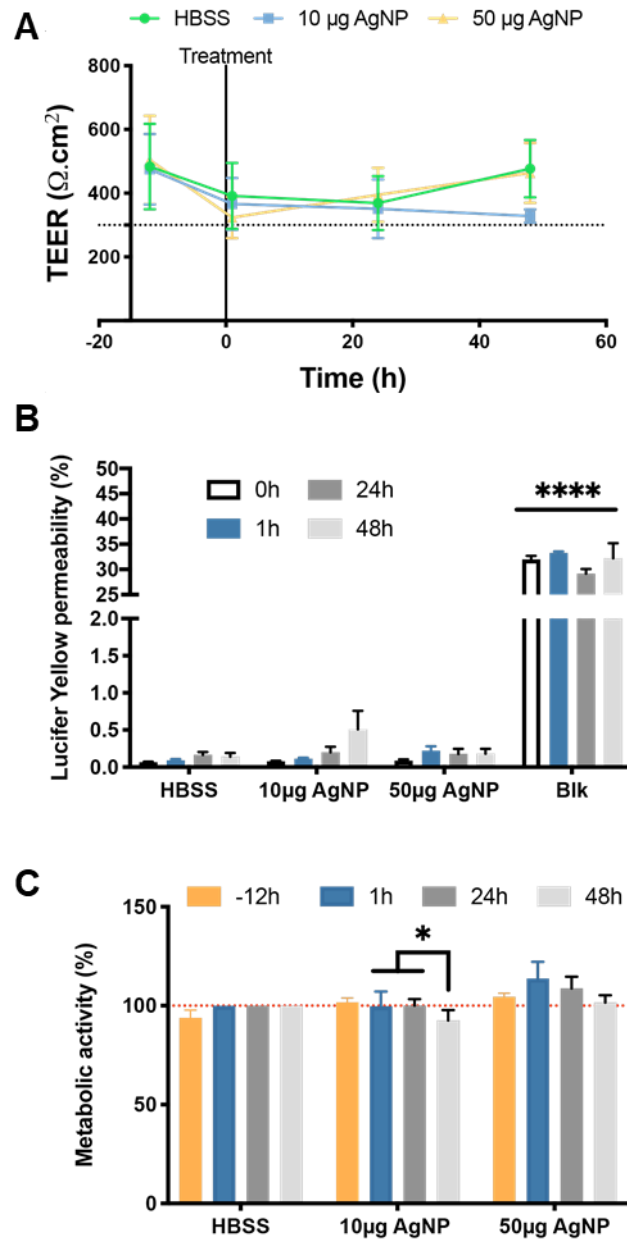 A
HBSS 10 µg AgNP 50 µg AgNP
Treatment
800
600
400
200
0
TEER (Ω.cm²)
-20 0 20 40 60
Time (h)
B
Lucifer Yellow permeability (%)
50
45
40
35
30
25
2.0
1.5
1.0
0.5
0.0
0h 24h
1h 48h
****
HBSS 10µg AgNP 50µg AgNP Blk
C
-12h 1h 24h 48h
Metabolic activity (%)
150
100
50
0
*
HBSS 10µg AgNP 50µg AgNP